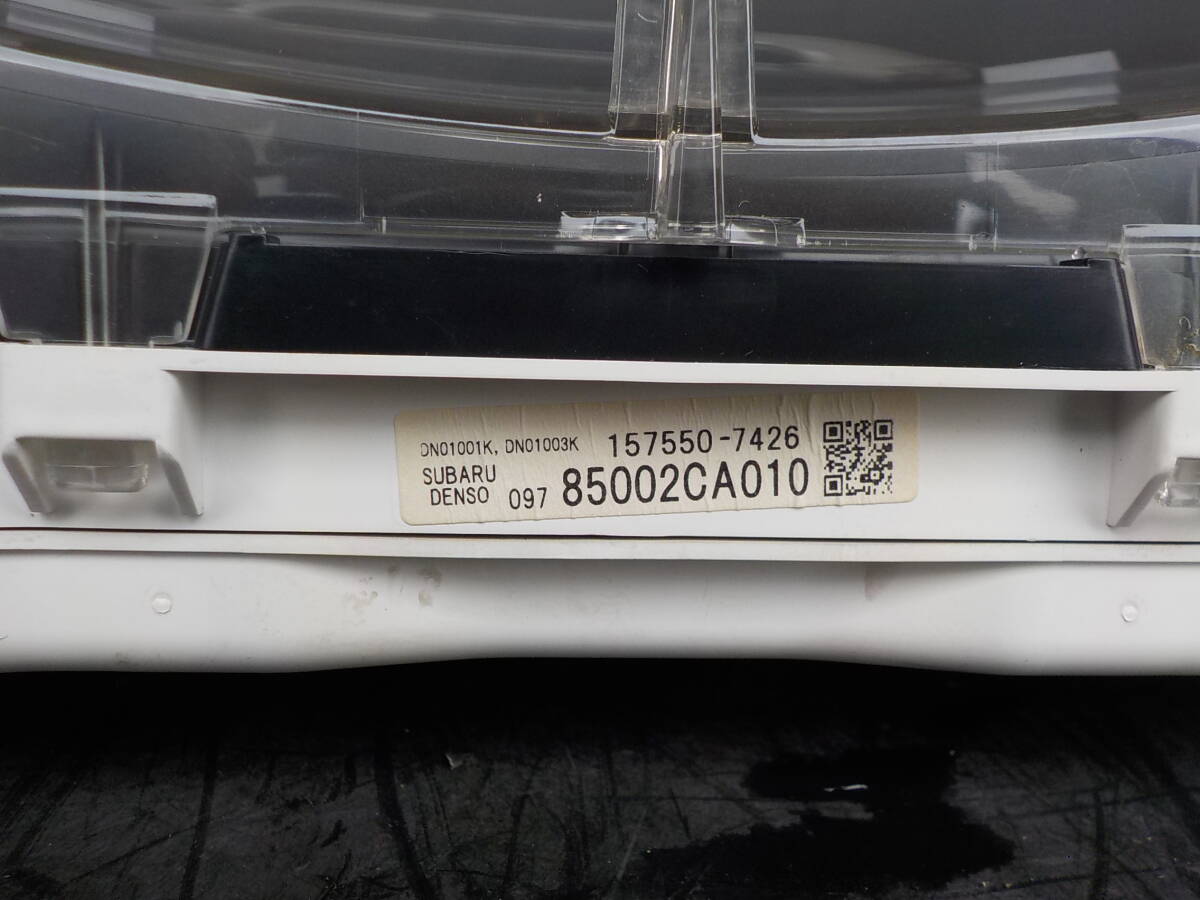 DN01001K, DN01003K 157550-7426
SUBARU
DENSO 097 85002CA010